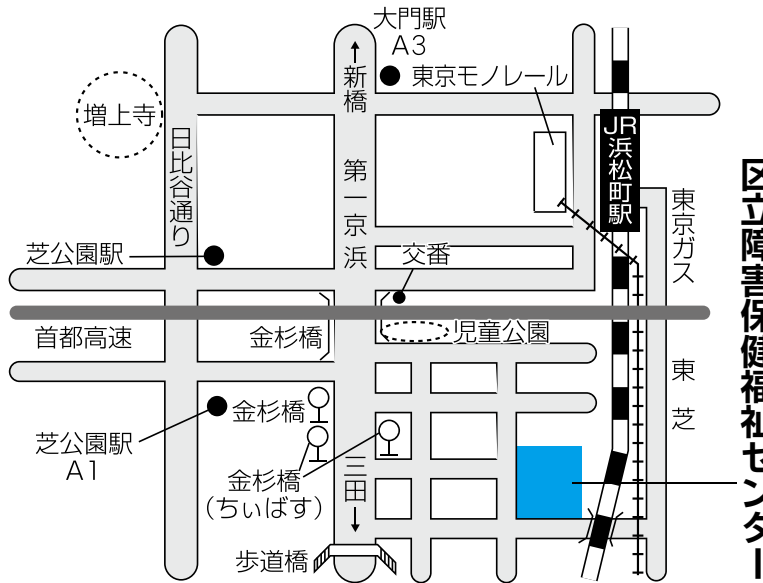 大門駅
A3
新橋
東京モノレール
増上寺
日比谷通り
第一京浜
JR浜松町駅
東京ガス
区立障害保健福祉センター
芝公園駅
交番
首都高速
金杉橋
児童公園
東芝
金杉橋
芝公園駅
A1
金杉橋
（ちぃばす）
三田
歩道橋